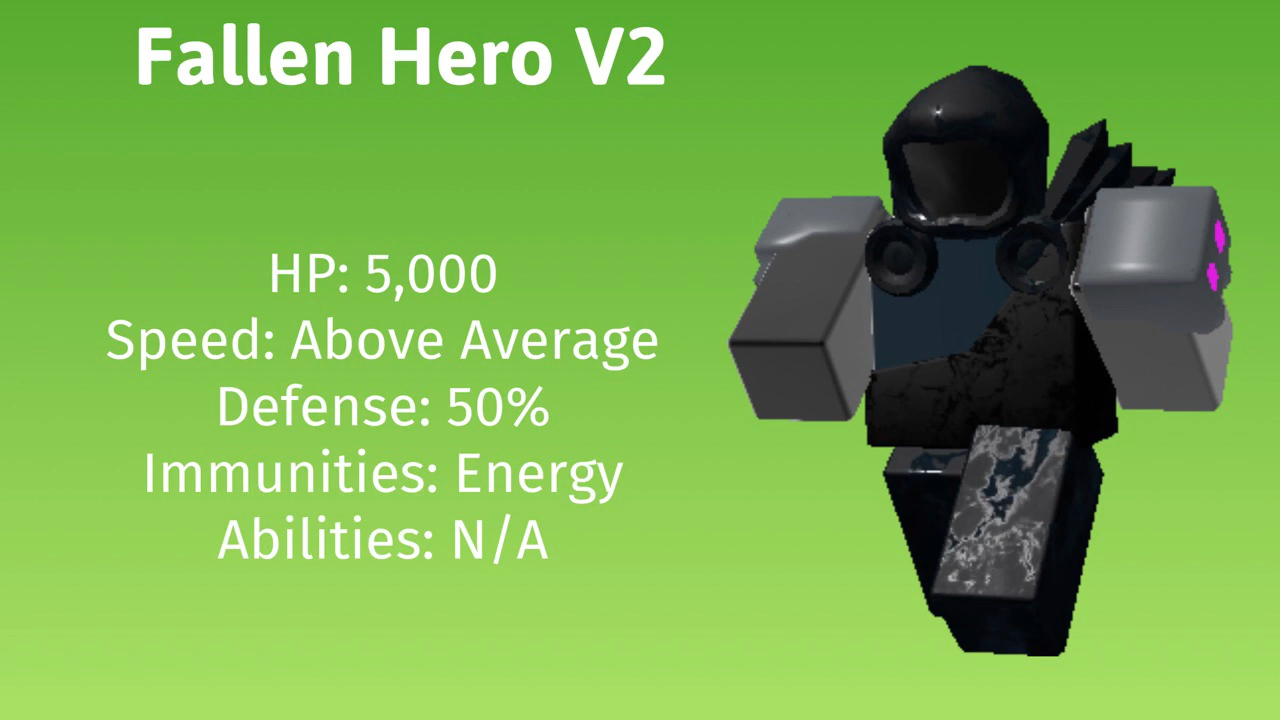 Fallen Hero V2
HP: 5,000
Speed: Above Average
Defense: 50%
Immunities: Energy
Abilities: N/A